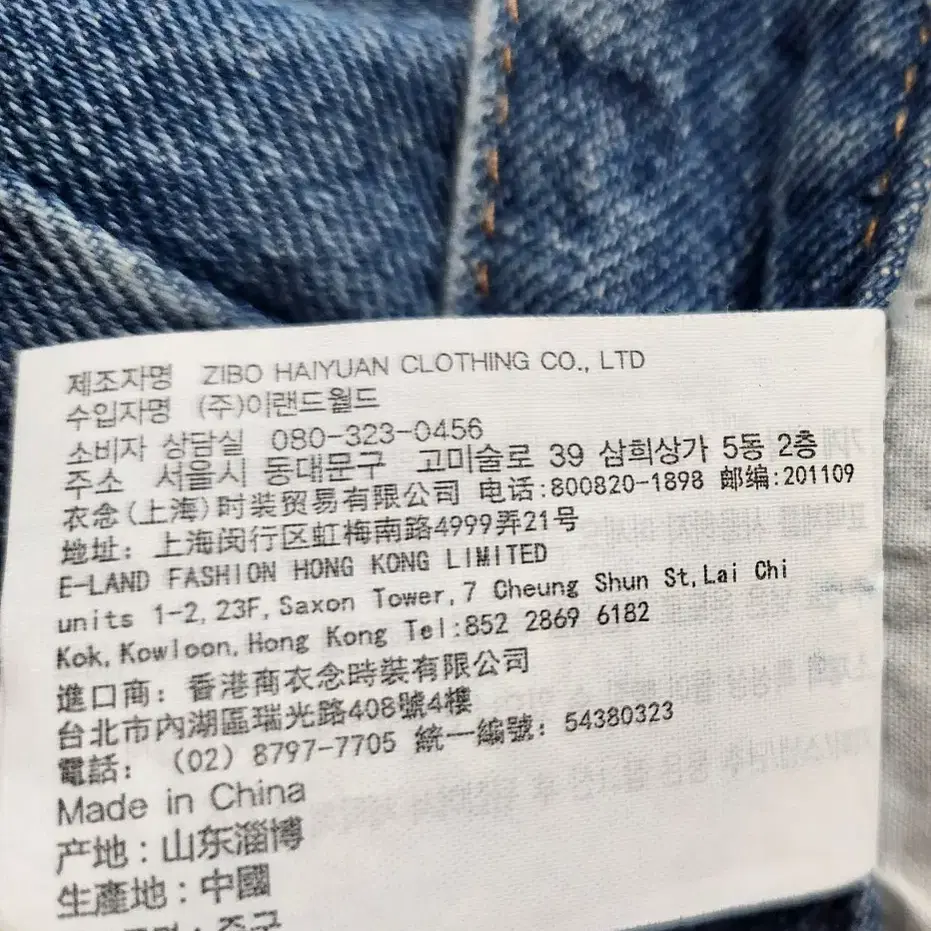 제조자명 ZIBO HAIYUAN CLOTHING CO., LTD
수입자명 (주)이랜드월드
소비자 상담실 080-323-0456
주소 서울시 동대문구 고미술로 39 삼희상가 5동 2층
衣念(上海)时装贸易有限公司 电话:800820-1898 邮编:201109
地址: 上海闵行区虹梅南路4999弄21号
E-LAND FASHION HONG KONG LIMITED
units 1-2,23F,Saxon Tower,7 Cheung Shun St,Lai Chi
Kok,Kowloon,Hong Kong Tel:852 2869 6182
進口商: 香港商衣念時裝有限公司
台北市內湖區瑞光路408號4樓
電話: (02) 8797-7705 統一編號: 54380323
Made in China
产地:山东淄博
生產地:中國